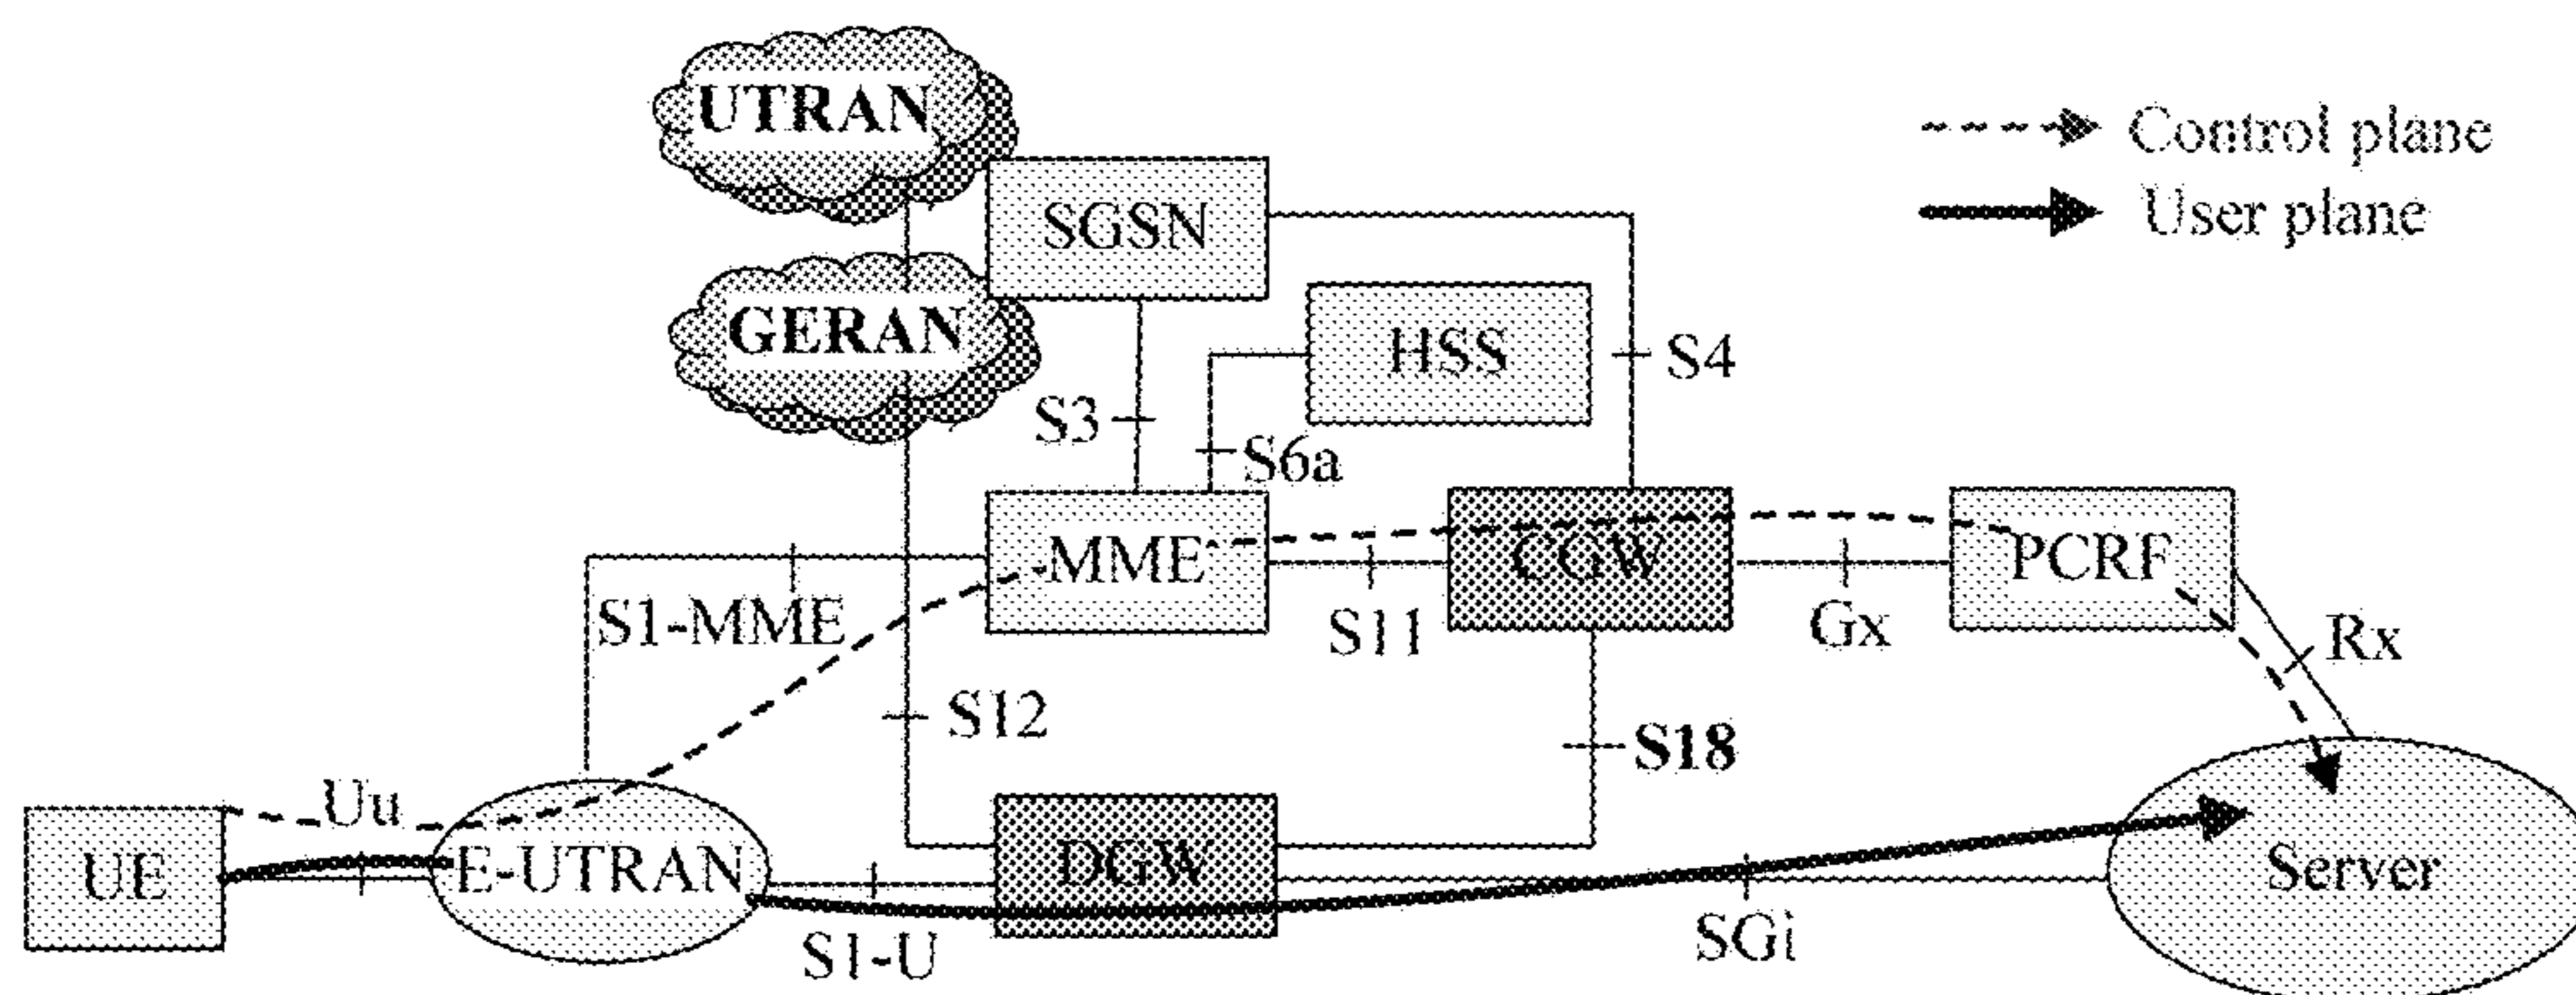 UTRAN
Control plane
SGSN
User plane
GERAN
HSS
S4
S3
S6a
MME
CGW
PCRF
S1-MME
S11
Gx
Rx
S12
S18
Uu
UE
E-UTRAN
DGW
Server
S1-U
SGi